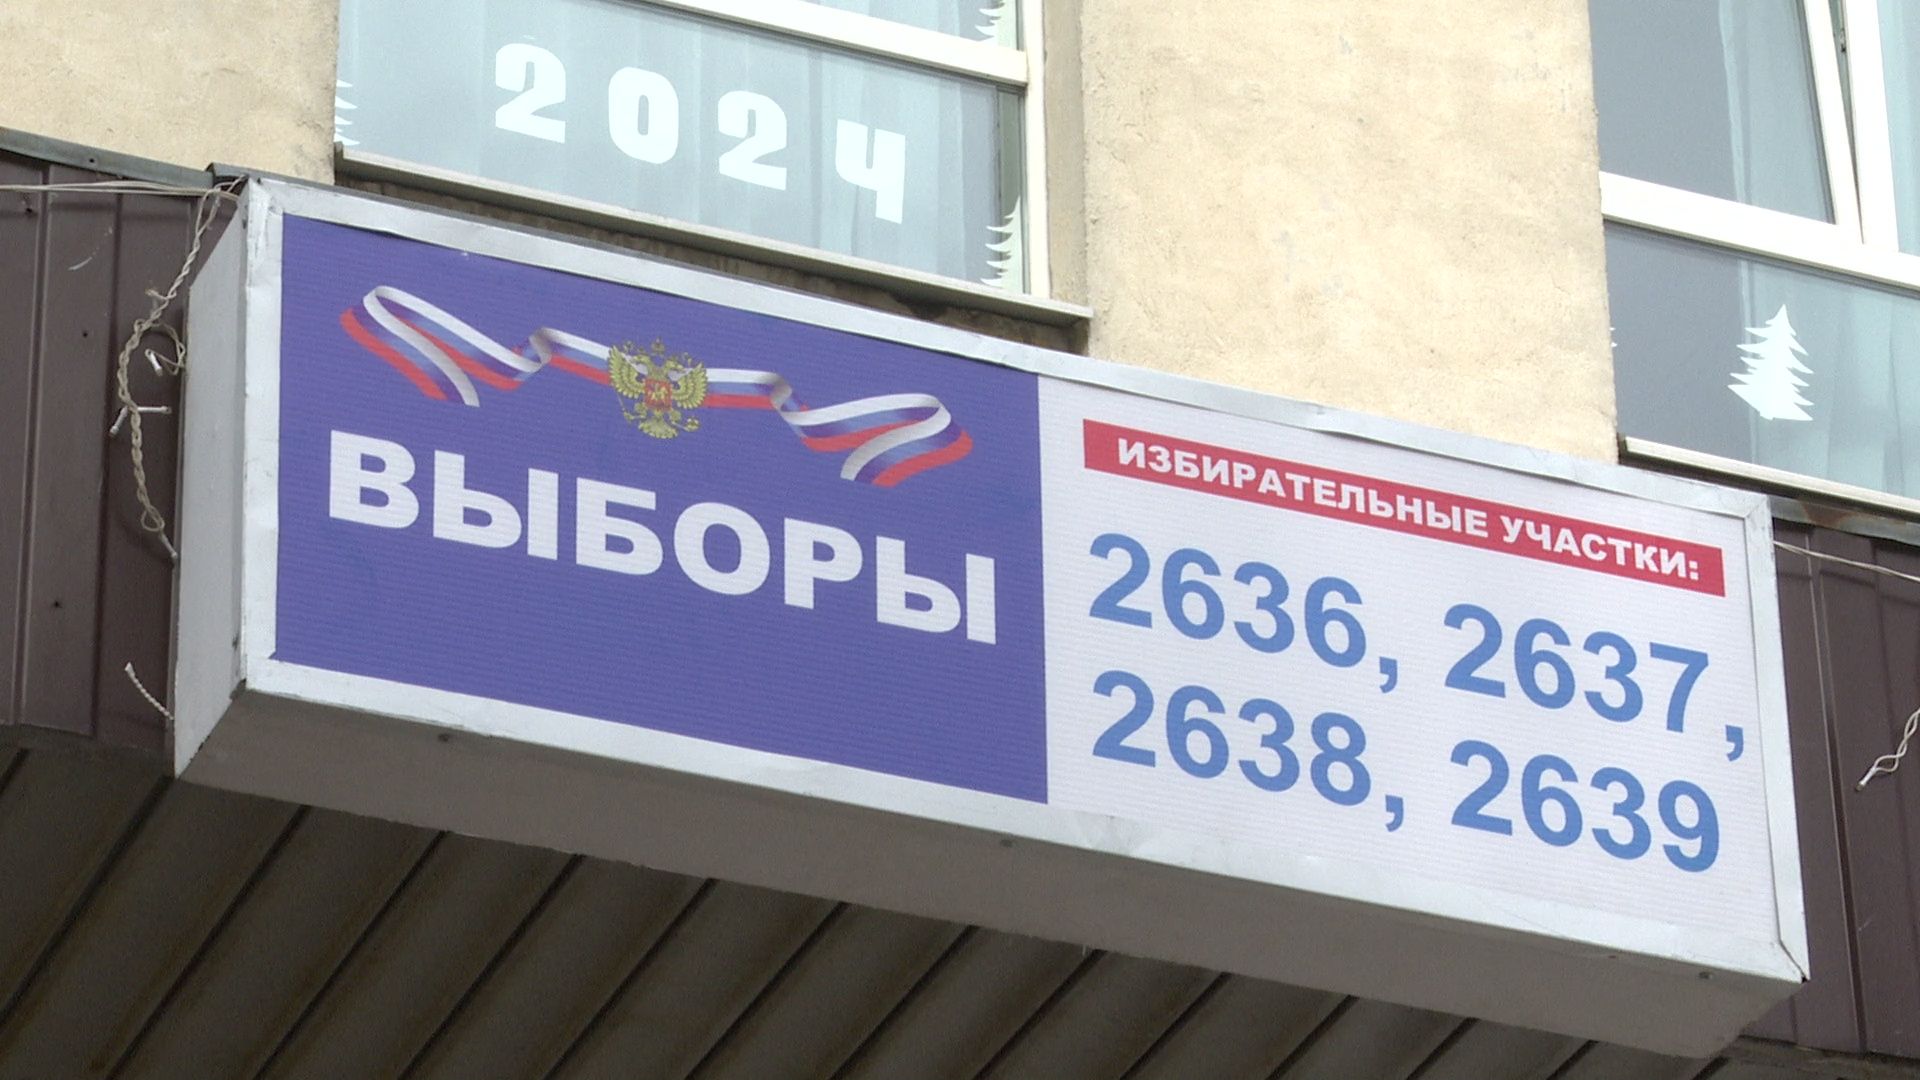 2024
ВЫБОРЫ
ИЗБИРАТЕЛЬНЫЕ УЧАСТКИ:
2636, 2637,
2638, 2639